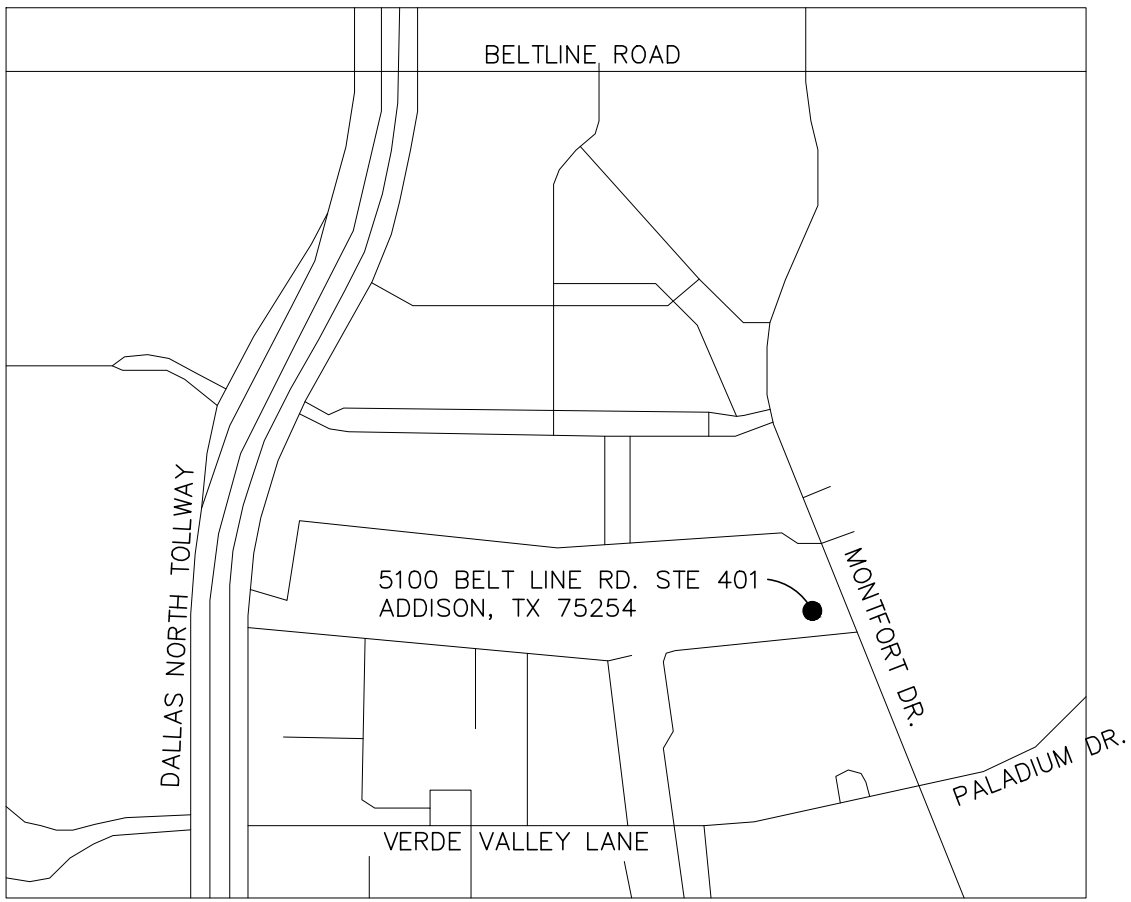 BELTLINE ROAD
DALLAS NORTH TOLLWAY
5100 BELT LINE RD. STE 401
ADDISON, TX 75254
MONTFORT DR.
PALADIUM DR.
VERDE VALLEY LANE